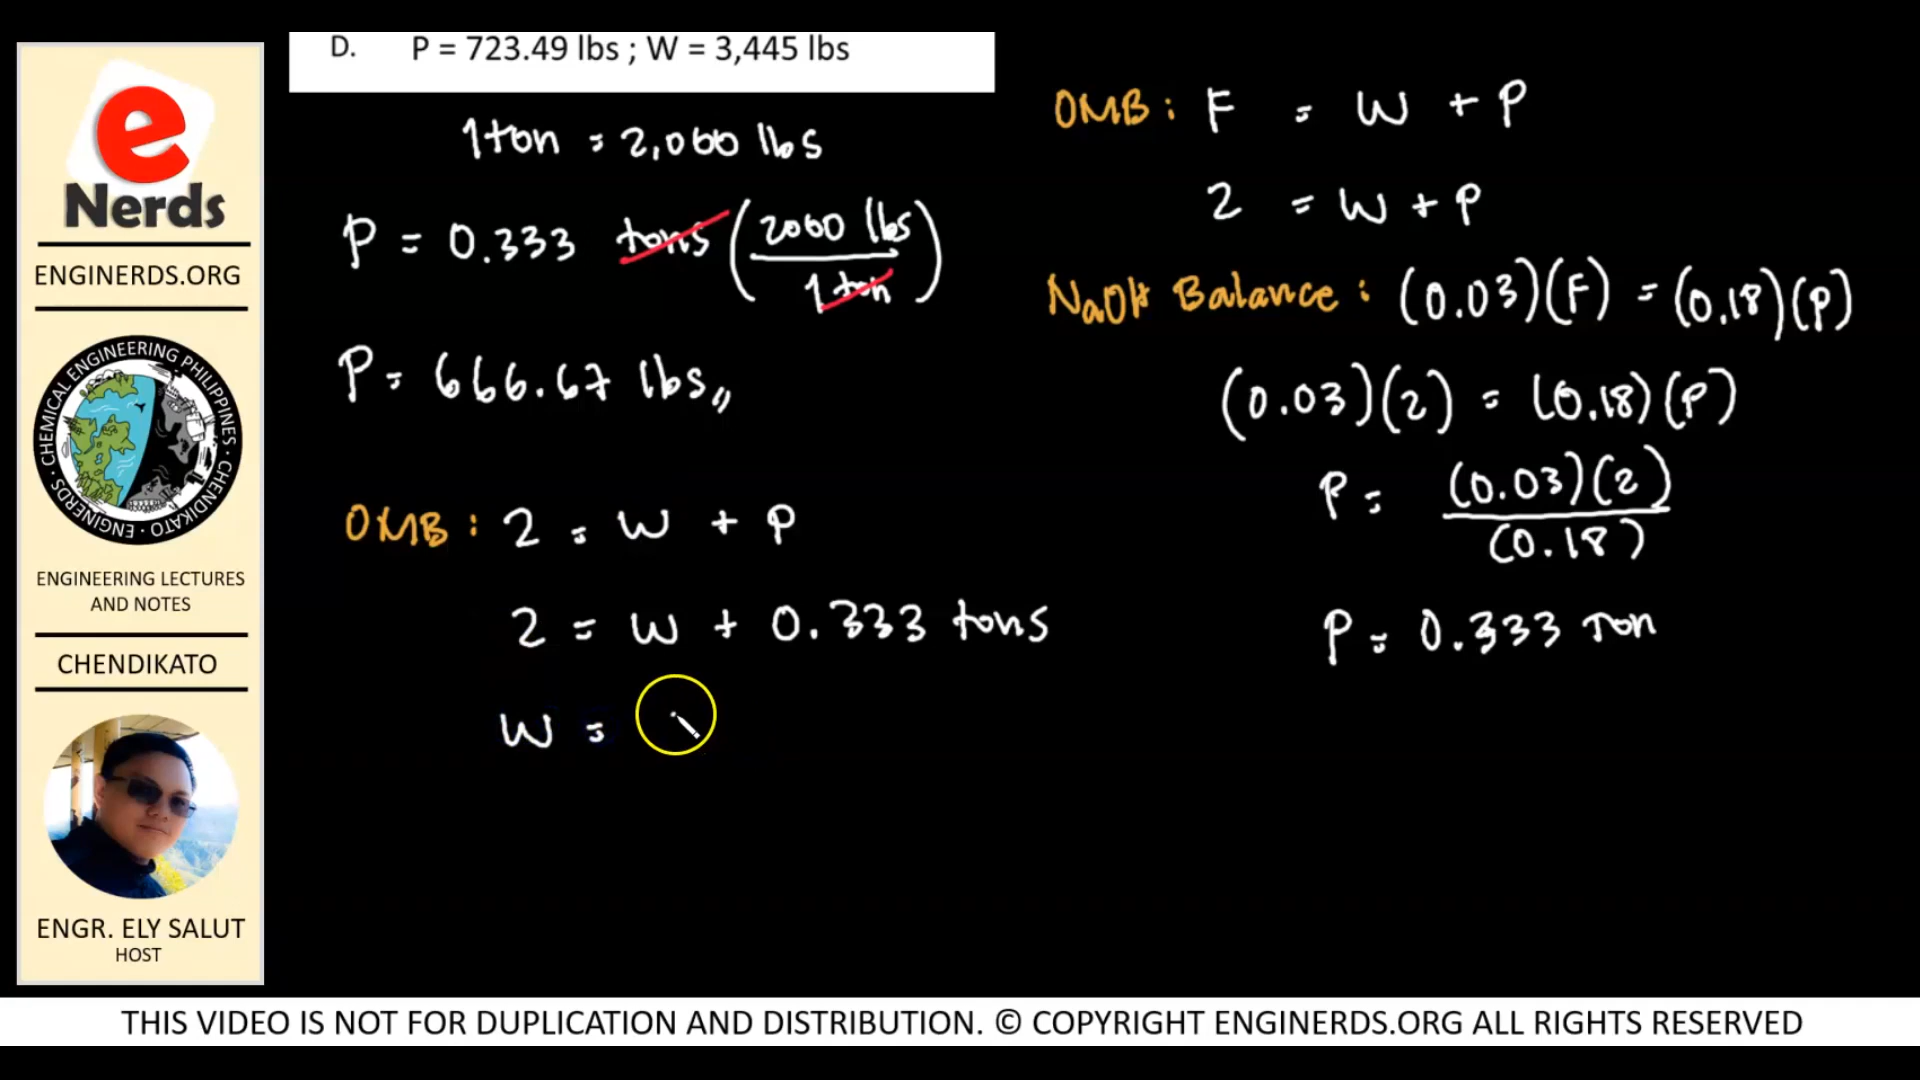 e
Nerds
ENGINERDS.ORG
CHEMICAL ENGINEERING PHILIPPINES · CHENDIKATO · ENGINERDS ·
ENGINEERING LECTURES
AND NOTES
CHENDIKATO
ENGR. ELY SALUT
HOST
D. P = 723.49 lbs ; W = 3,445 lbs
1 ton = 2,000 lbs
P = 0.333 tons (2000 lbs / 1 ton)
P = 666.67 lbs,,
OMB : 2 = W + P
2 = W + 0.333 tons
W =
OMB : F = W + P
2 = W + P
NaOH Balance : (0.03)(F) = (0.18)(P)
(0.03)(2) = (0.18)(P)
P = (0.03)(2) / (0.18)
P = 0.333 Ton
THIS VIDEO IS NOT FOR DUPLICATION AND DISTRIBUTION. © COPYRIGHT ENGINERDS.ORG ALL RIGHTS RESERVED